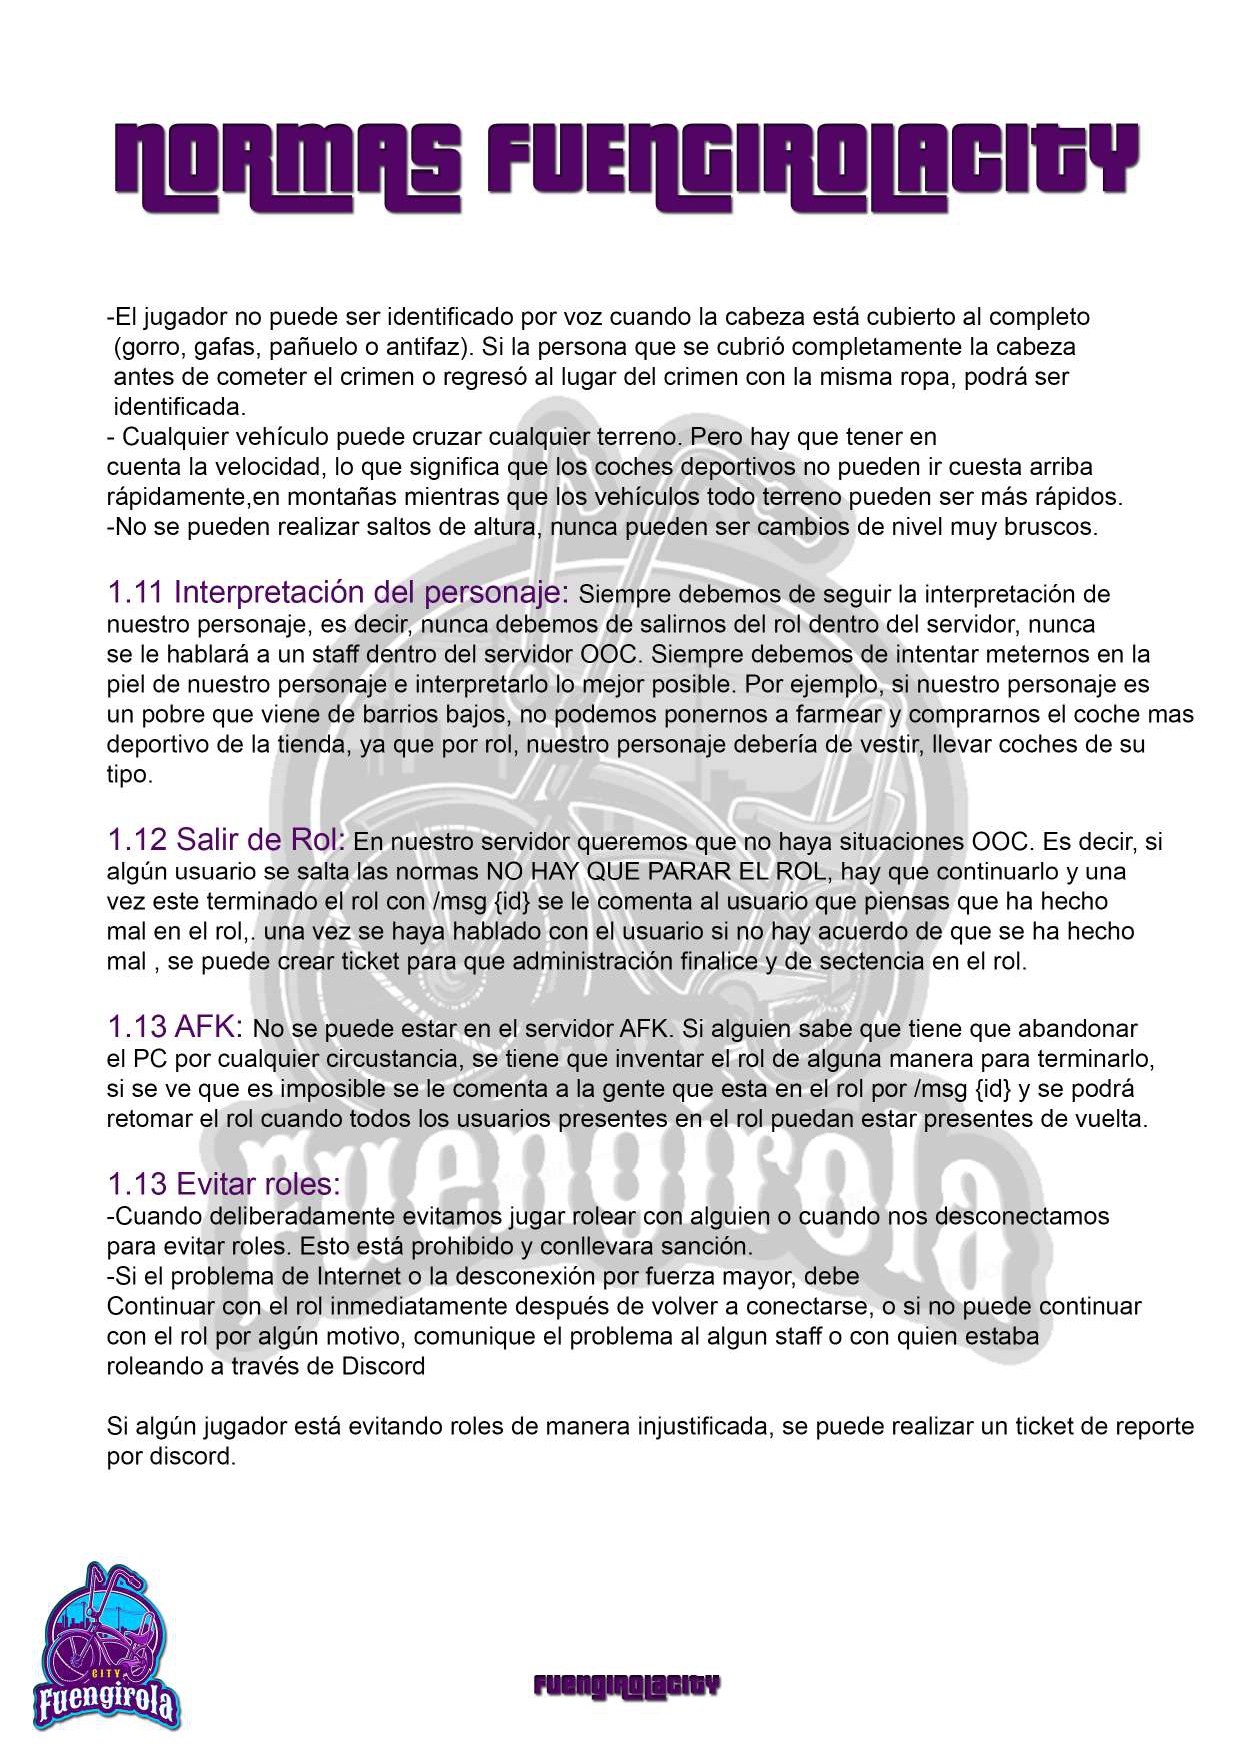 NORMAS FUENGIROLACITY
-El jugador no puede ser identificado por voz cuando la cabeza está cubierto al completo
(gorro, gafas, pañuelo o antifaz). Si la persona que se cubrió completamente la cabeza
antes de cometer el crimen o regresó al lugar del crimen con la misma ropa, podrá ser
identificada.
- Cualquier vehículo puede cruzar cualquier terreno. Pero hay que tener en
cuenta la velocidad, lo que significa que los coches deportivos no pueden ir cuesta arriba
rápidamente,en montañas mientras que los vehículos todo terreno pueden ser más rápidos.
-No se pueden realizar saltos de altura, nunca pueden ser cambios de nivel muy bruscos.
1.11 Interpretación del personaje: Siempre debemos de seguir la interpretación de
nuestro personaje, es decir, nunca debemos de salirnos del rol dentro del servidor, nunca
se le hablará a un staff dentro del servidor OOC. Siempre debemos de intentar meternos en la
piel de nuestro personaje e interpretarlo lo mejor posible. Por ejemplo, si nuestro personaje es
un pobre que viene de barrios bajos, no podemos ponernos a farmear y comprarnos el coche mas
deportivo de la tienda, ya que por rol, nuestro personaje debería de vestir, llevar coches de su
tipo.
1.12 Salir de Rol: En nuestro servidor queremos que no haya situaciones OOC. Es decir, si
algún usuario se salta las normas NO HAY QUE PARAR EL ROL, hay que continuarlo y una
vez este terminado el rol con /msg {id} se le comenta al usuario que piensas que ha hecho
mal en el rol,. una vez se haya hablado con el usuario si no hay acuerdo de que se ha hecho
mal , se puede crear ticket para que administración finalice y de sectencia en el rol.
1.13 AFK: No se puede estar en el servidor AFK. Si alguien sabe que tiene que abandonar
el PC por cualquier circustancia, se tiene que inventar el rol de alguna manera para terminarlo,
si se ve que es imposible se le comenta a la gente que esta en el rol por /msg {id} y se podrá
retomar el rol cuando todos los usuarios presentes en el rol puedan estar presentes de vuelta.
1.13 Evitar roles:
-Cuando deliberadamente evitamos jugar rolear con alguien o cuando nos desconectamos
para evitar roles. Esto está prohibido y conllevara sanción.
-Si el problema de Internet o la desconexión por fuerza mayor, debe
Continuar con el rol inmediatamente después de volver a conectarse, o si no puede continuar
con el rol por algún motivo, comunique el problema al algun staff o con quien estaba
roleando a través de Discord
Si algún jugador está evitando roles de manera injustificada, se puede realizar un ticket de reporte
por discord.
Fuengirola
CITY
Fuengirola
FUENGIROLACITY